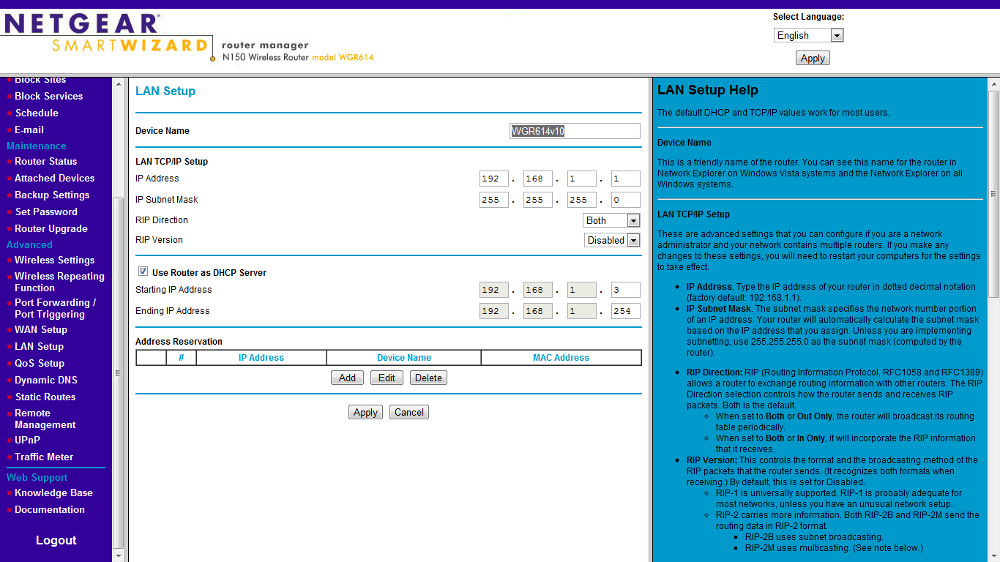 NETGEAR
SMARTWIZARD
router manager
N150 Wireless Router model WGR614
Select Language:
English
Apply
Block Sites
Block Services
Schedule
E-mail
Maintenance
Router Status
Attached Devices
Backup Settings
Set Password
Router Upgrade
Advanced
Wireless Settings
Wireless Repeating
Function
Port Forwarding /
Port Triggering
WAN Setup
LAN Setup
QoS Setup
Dynamic DNS
Static Routes
Remote
Management
UPnP
Traffic Meter
Web Support
Knowledge Base
Documentation
Logout
LAN Setup
Device Name WGR614v10
LAN TCP/IP Setup
IP Address 192 . 168 . 1 . 1
IP Subnet Mask 255 . 255 . 255 . 0
RIP Direction Both
RIP Version Disabled
Use Router as DHCP Server
Starting IP Address 192 . 168 . 1 . 3
Ending IP Address 192 . 168 . 1 . 254
Address Reservation
# IP Address Device Name MAC Address
Add Edit Delete
Apply Cancel
LAN Setup Help
The default DHCP and TCP/IP values work for most users.
Device Name
This is a friendly name of the router. You can see this name for the router in
Network Explorer on Windows Vista systems and the Network Explorer on all
Windows systems.
LAN TCP/IP Setup
These are advanced settings that you can configure if you are a network
administrator and your network contains multiple routers. If you make any
changes to these settings, you will need to restart your computers for the settings
to take effect.
IP Address. Type the IP address of your router in dotted decimal notation
(factory default: 192.168.1.1).
IP Subnet Mask. The subnet mask specifies the network number portion
of an IP address. Your router will automatically calculate the subnet mask
based on the IP address that you assign. Unless you are implementing
subnetting, use 255.255.255.0 as the subnet mask (computed by the
router).
RIP Direction: RIP (Routing Information Protocol, RFC1058 and RFC1389)
allows a router to exchange routing information with other routers. The RIP
Direction selection controls how the router sends and receives RIP
packets. Both is the default.
When set to Both or Out Only, the router will broadcast its routing
table periodically.
When set to Both or In Only, it will incorporate the RIP information
that it receives.
RIP Version: This controls the format and the broadcasting method of the
RIP packets that the router sends. (It recognizes both formats when
receiving.) By default, this is set for Disabled.
RIP-1 is universally supported. RIP-1 is probably adequate for
most networks, unless you have an unusual network setup.
RIP-2 carries more information. Both RIP-2B and RIP-2M send the
routing data in RIP-2 format.
RIP-2B uses subnet broadcasting.
RIP-2M uses multicasting. (See note below.)